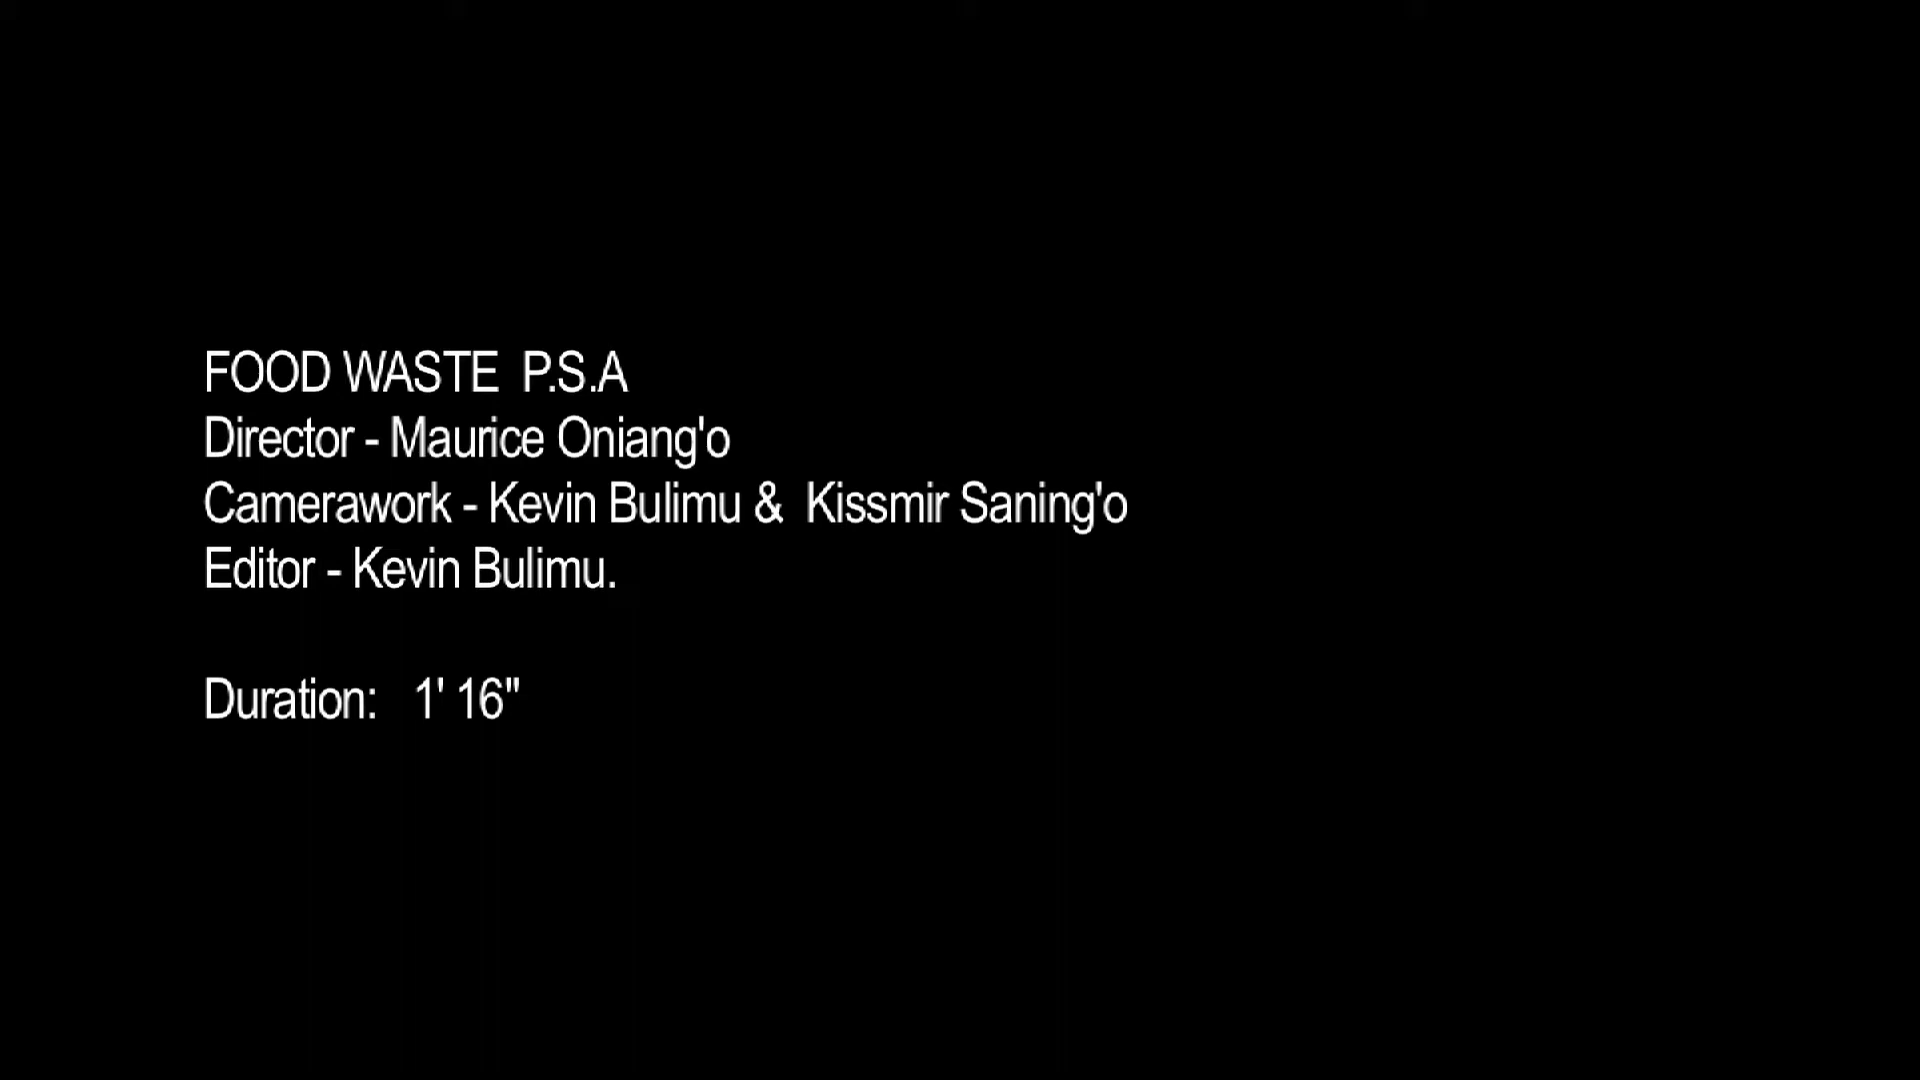 FOOD WASTE  P.S.A
Director - Maurice Oniang'o
Camerawork - Kevin Bulimu &  Kissmir Saning'o
Editor - Kevin Bulimu.
Duration:   1' 16"